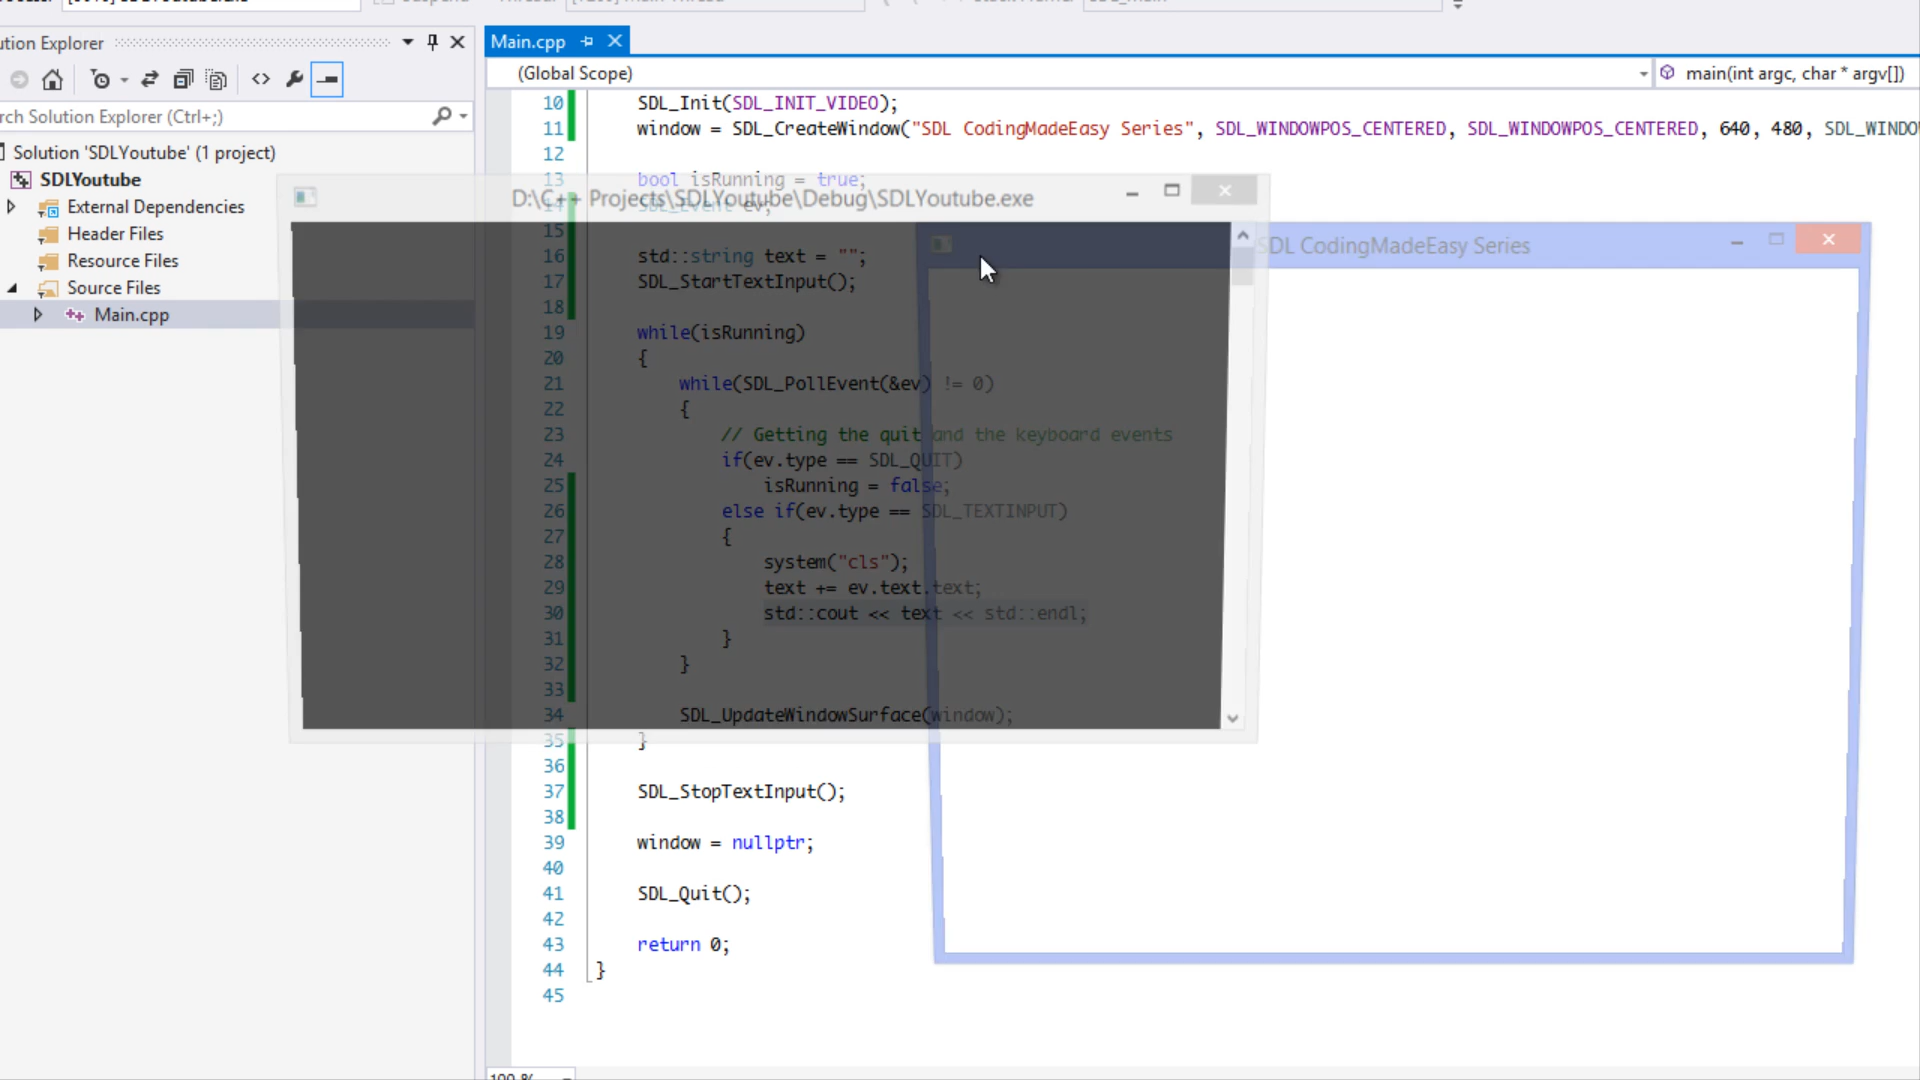 ution Explorer
rch Solution Explorer (Ctrl+;)
Solution 'SDLYoutube' (1 project)
SDLYoutube
External Dependencies
Header Files
Resource Files
Source Files
Main.cpp
Main.cpp
(Global Scope)
main(int argc, char * argv[])
10 SDL_Init(SDL_INIT_VIDEO);
11 window = SDL_CreateWindow("SDL CodingMadeEasy Series", SDL_WINDOWPOS_CENTERED, SDL_WINDOWPOS_CENTERED, 640, 480, SDL_WINDO
12
13 bool isRunning = true;
14 SDL_Event ev;
15
16 std::string text = "";
17 SDL_StartTextInput();
18
19 while(isRunning)
20 {
21 while(SDL_PollEvent(&ev) != 0)
22 {
23 // Getting the quit and the keyboard events
24 if(ev.type == SDL_QUIT)
25 isRunning = false;
26 else if(ev.type == SDL_TEXTINPUT)
27 {
28 system("cls");
29 text += ev.text.text;
30 std::cout << text << std::endl;
31 }
32 }
33
34 SDL_UpdateWindowSurface(window);
35 }
36
37 SDL_StopTextInput();
38
39 window = nullptr;
40
41 SDL_Quit();
42
43 return 0;
44 }
45
D:\C++ Projects\SDLYoutube\Debug\SDLYoutube.exe
SDL CodingMadeEasy Series
100 %